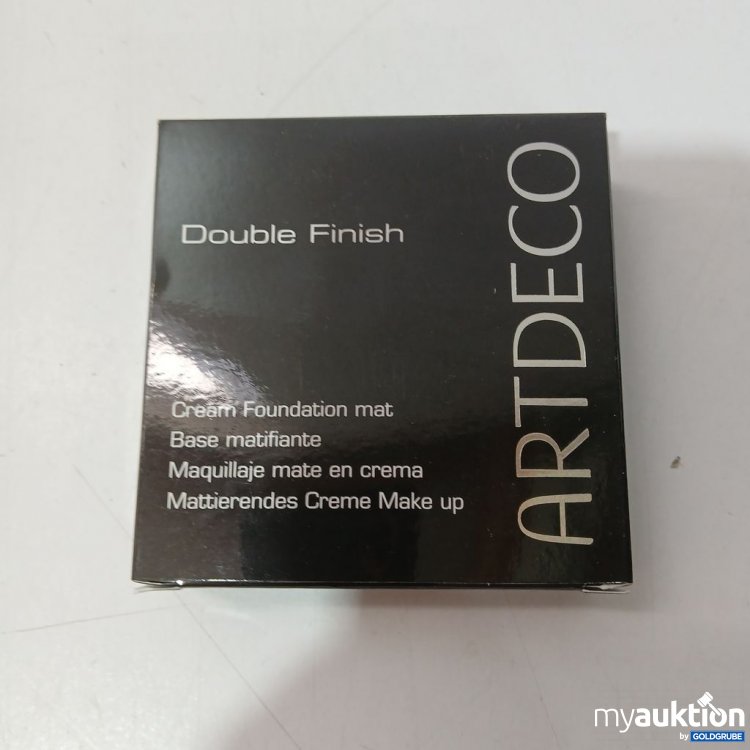 Double Finish
ARTDECO
Cream Foundation mat
Base matifiante
Maquillaje mate en crema
Mattierendes Creme Make up
myauktion
by GOLDGRUBE